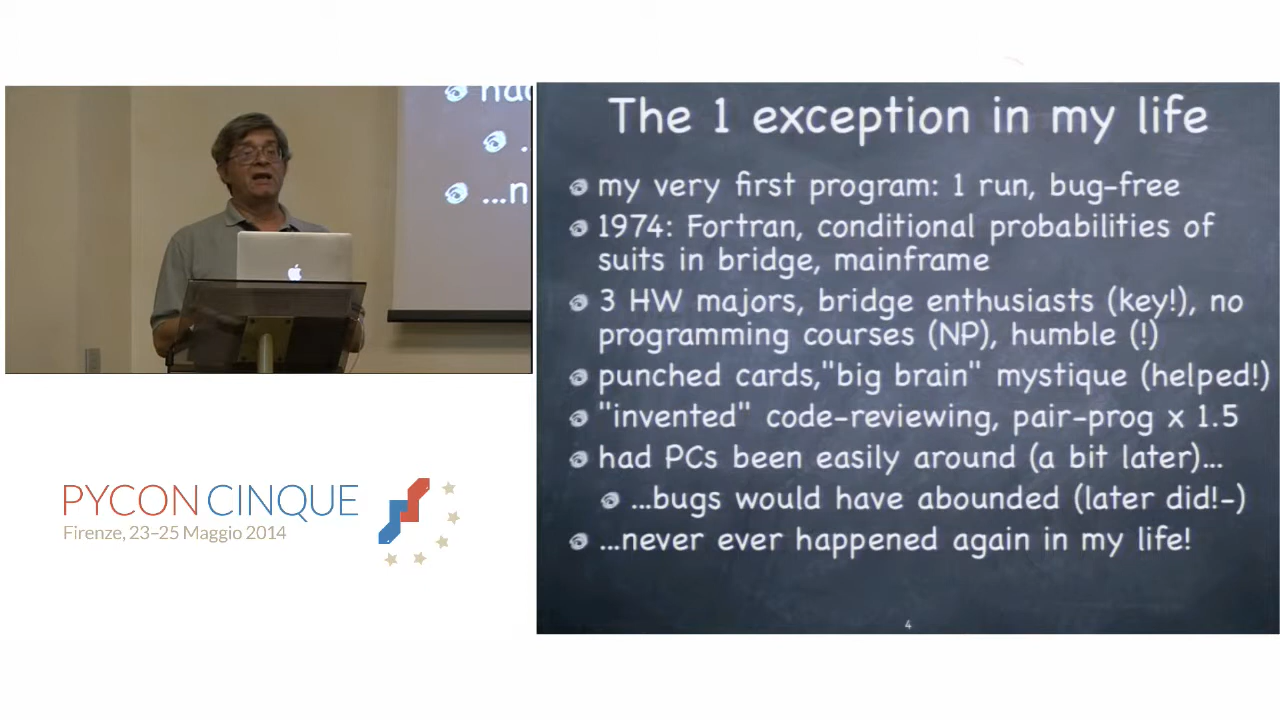 had
.
...n
The 1 exception in my life
my very first program: 1 run, bug-free
1974: Fortran, conditional probabilities of
suits in bridge, mainframe
3 HW majors, bridge enthusiasts (key!), no
programming courses (NP), humble (!)
punched cards,"big brain" mystique (helped!)
"invented" code-reviewing, pair-prog x 1.5
had PCs been easily around (a bit later)...
...bugs would have abounded (later did!-)
...never ever happened again in my life!
4
PYCON CINQUE
Firenze, 23-25 Maggio 2014